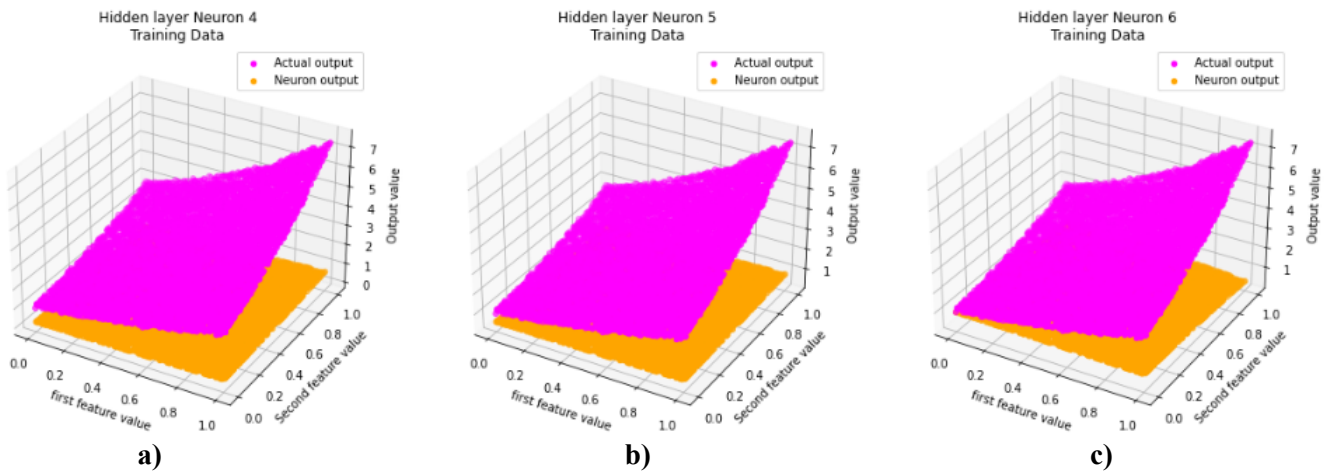 Hidden layer Neuron 4
Training Data
Actual output
Neuron output
7
6
5
4
3
2
1
0
Output value
0.0
0.2
0.4
0.6
0.8
1.0
first feature value
0.0
0.2
0.4
0.6
0.8
1.0
Second feature value
a)
Hidden layer Neuron 5
Training Data
Actual output
Neuron output
7
6
5
4
3
2
1
Output value
0.0
0.2
0.4
0.6
0.8
1.0
first feature value
0.0
0.2
0.4
0.6
0.8
1.0
Second feature value
b)
Hidden layer Neuron 6
Training Data
Actual output
Neuron output
7
6
5
4
3
2
1
Output value
0.0
0.2
0.4
0.6
0.8
1.0
first feature value
0.0
0.2
0.4
0.6
0.8
1.0
Second feature value
c)